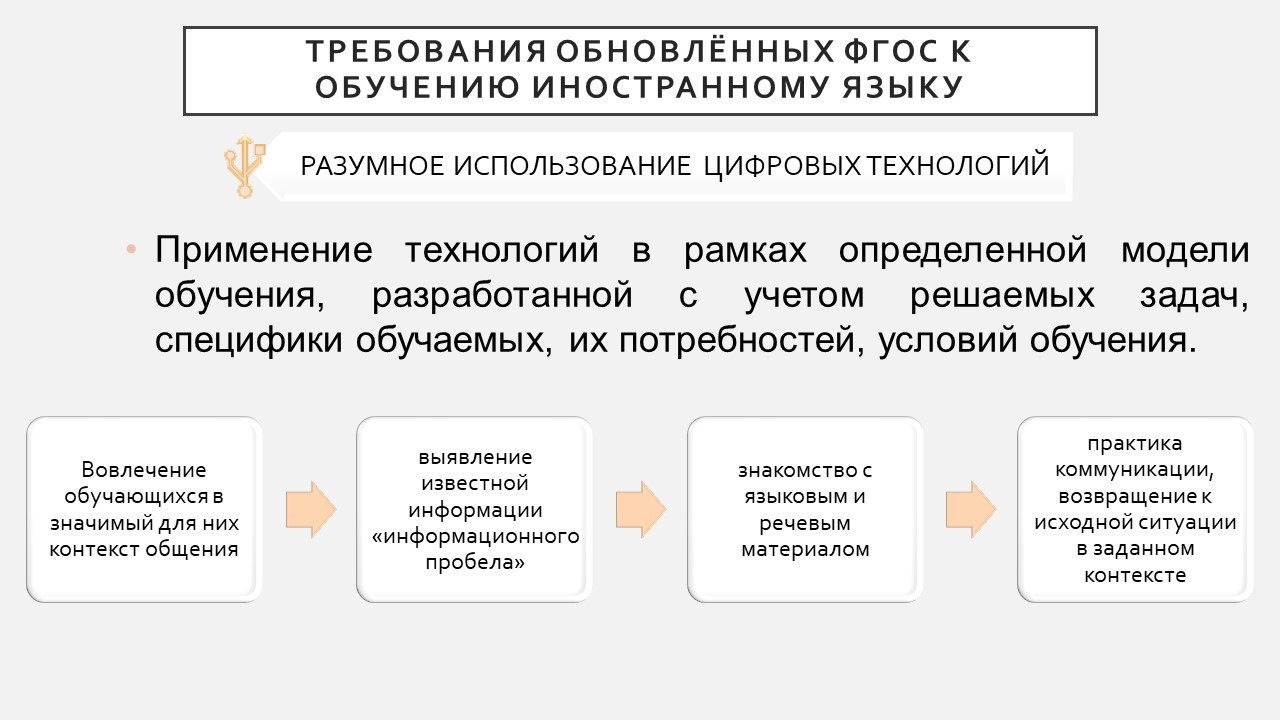 ТРЕБОВАНИЯ ОБНОВЛЁННЫХ ФГОС К
ОБУЧЕНИЮ ИНОСТРАННОМУ ЯЗЫКУ
РАЗУМНОЕ ИСПОЛЬЗОВАНИЕ ЦИФРОВЫХ ТЕХНОЛОГИЙ
• Применение технологий в рамках определенной модели
обучения, разработанной с учетом решаемых задач,
специфики обучаемых, их потребностей, условий обучения.
Вовлечение
обучающихся в
значимый для них
контекст общения
выявление
известной
информации
«информационного
пробела»
знакомство с
языковым и
речевым
материалом
практика
коммуникации,
возвращение к
исходной ситуации
в заданном
контексте